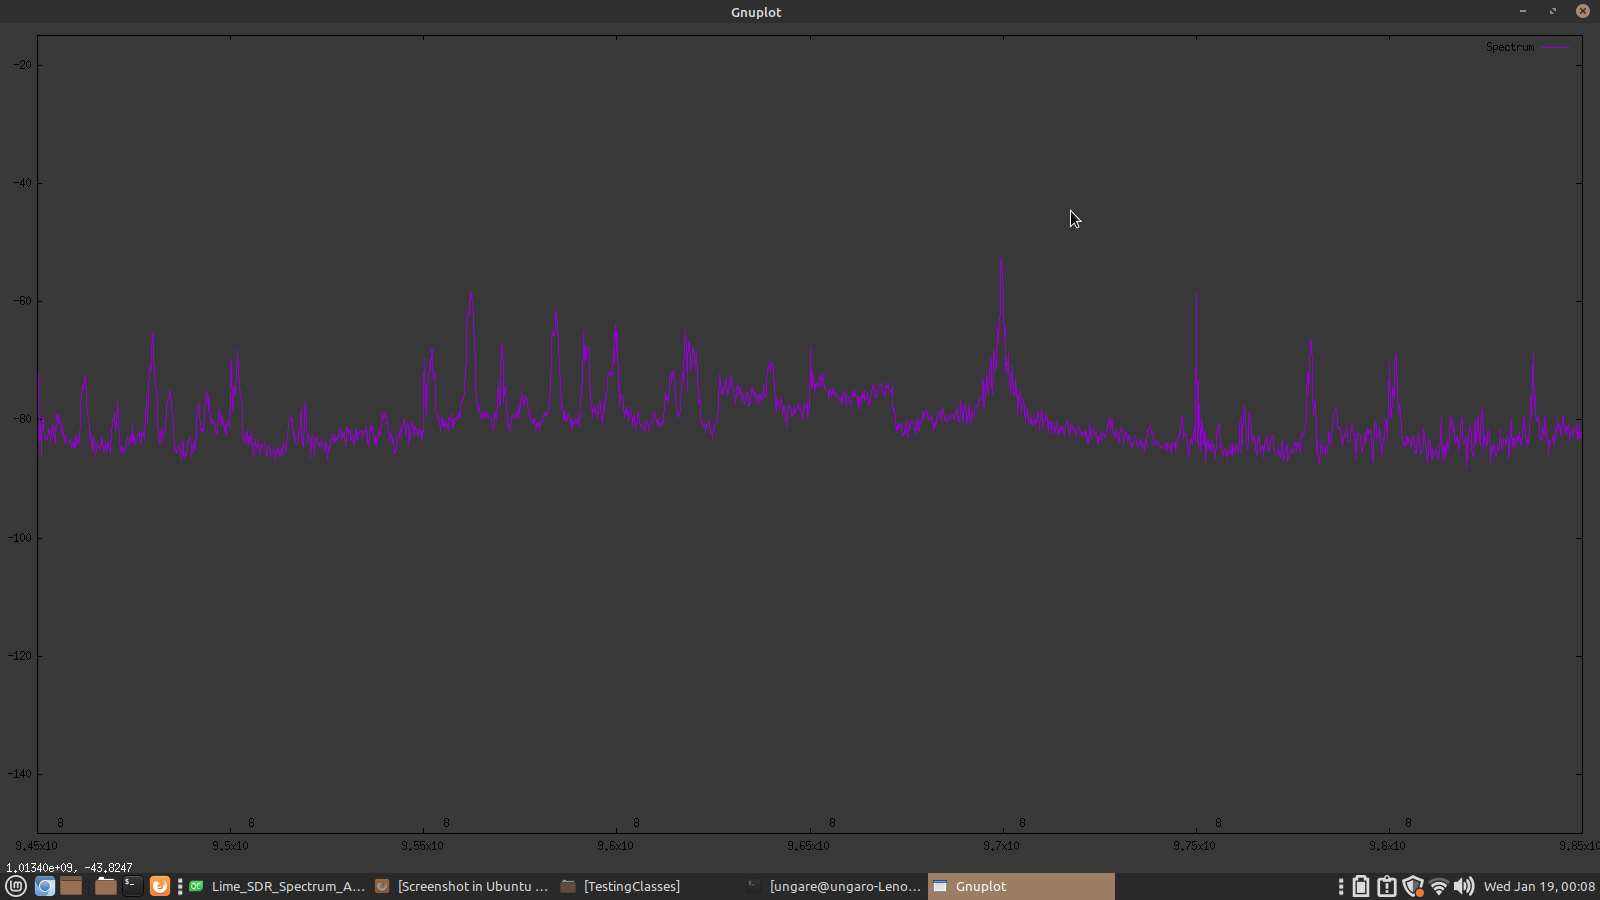 Gnuplot
Spectrum
-20
-40
-60
-80
-100
-120
-140
8 8 8 8 8 8 8 8
9.45x10 9.5x10 9.55x10 9.6x10 9.65x10 9.7x10 9.75x10 9.8x10 9.85x10
1.01340e+09, -43.8247
Lime_SDR_Spectrum_A... [Screenshot in Ubuntu ... [TestingClasses] [ungare@ungaro-Leno... Gnuplot Wed Jan 19, 00:08